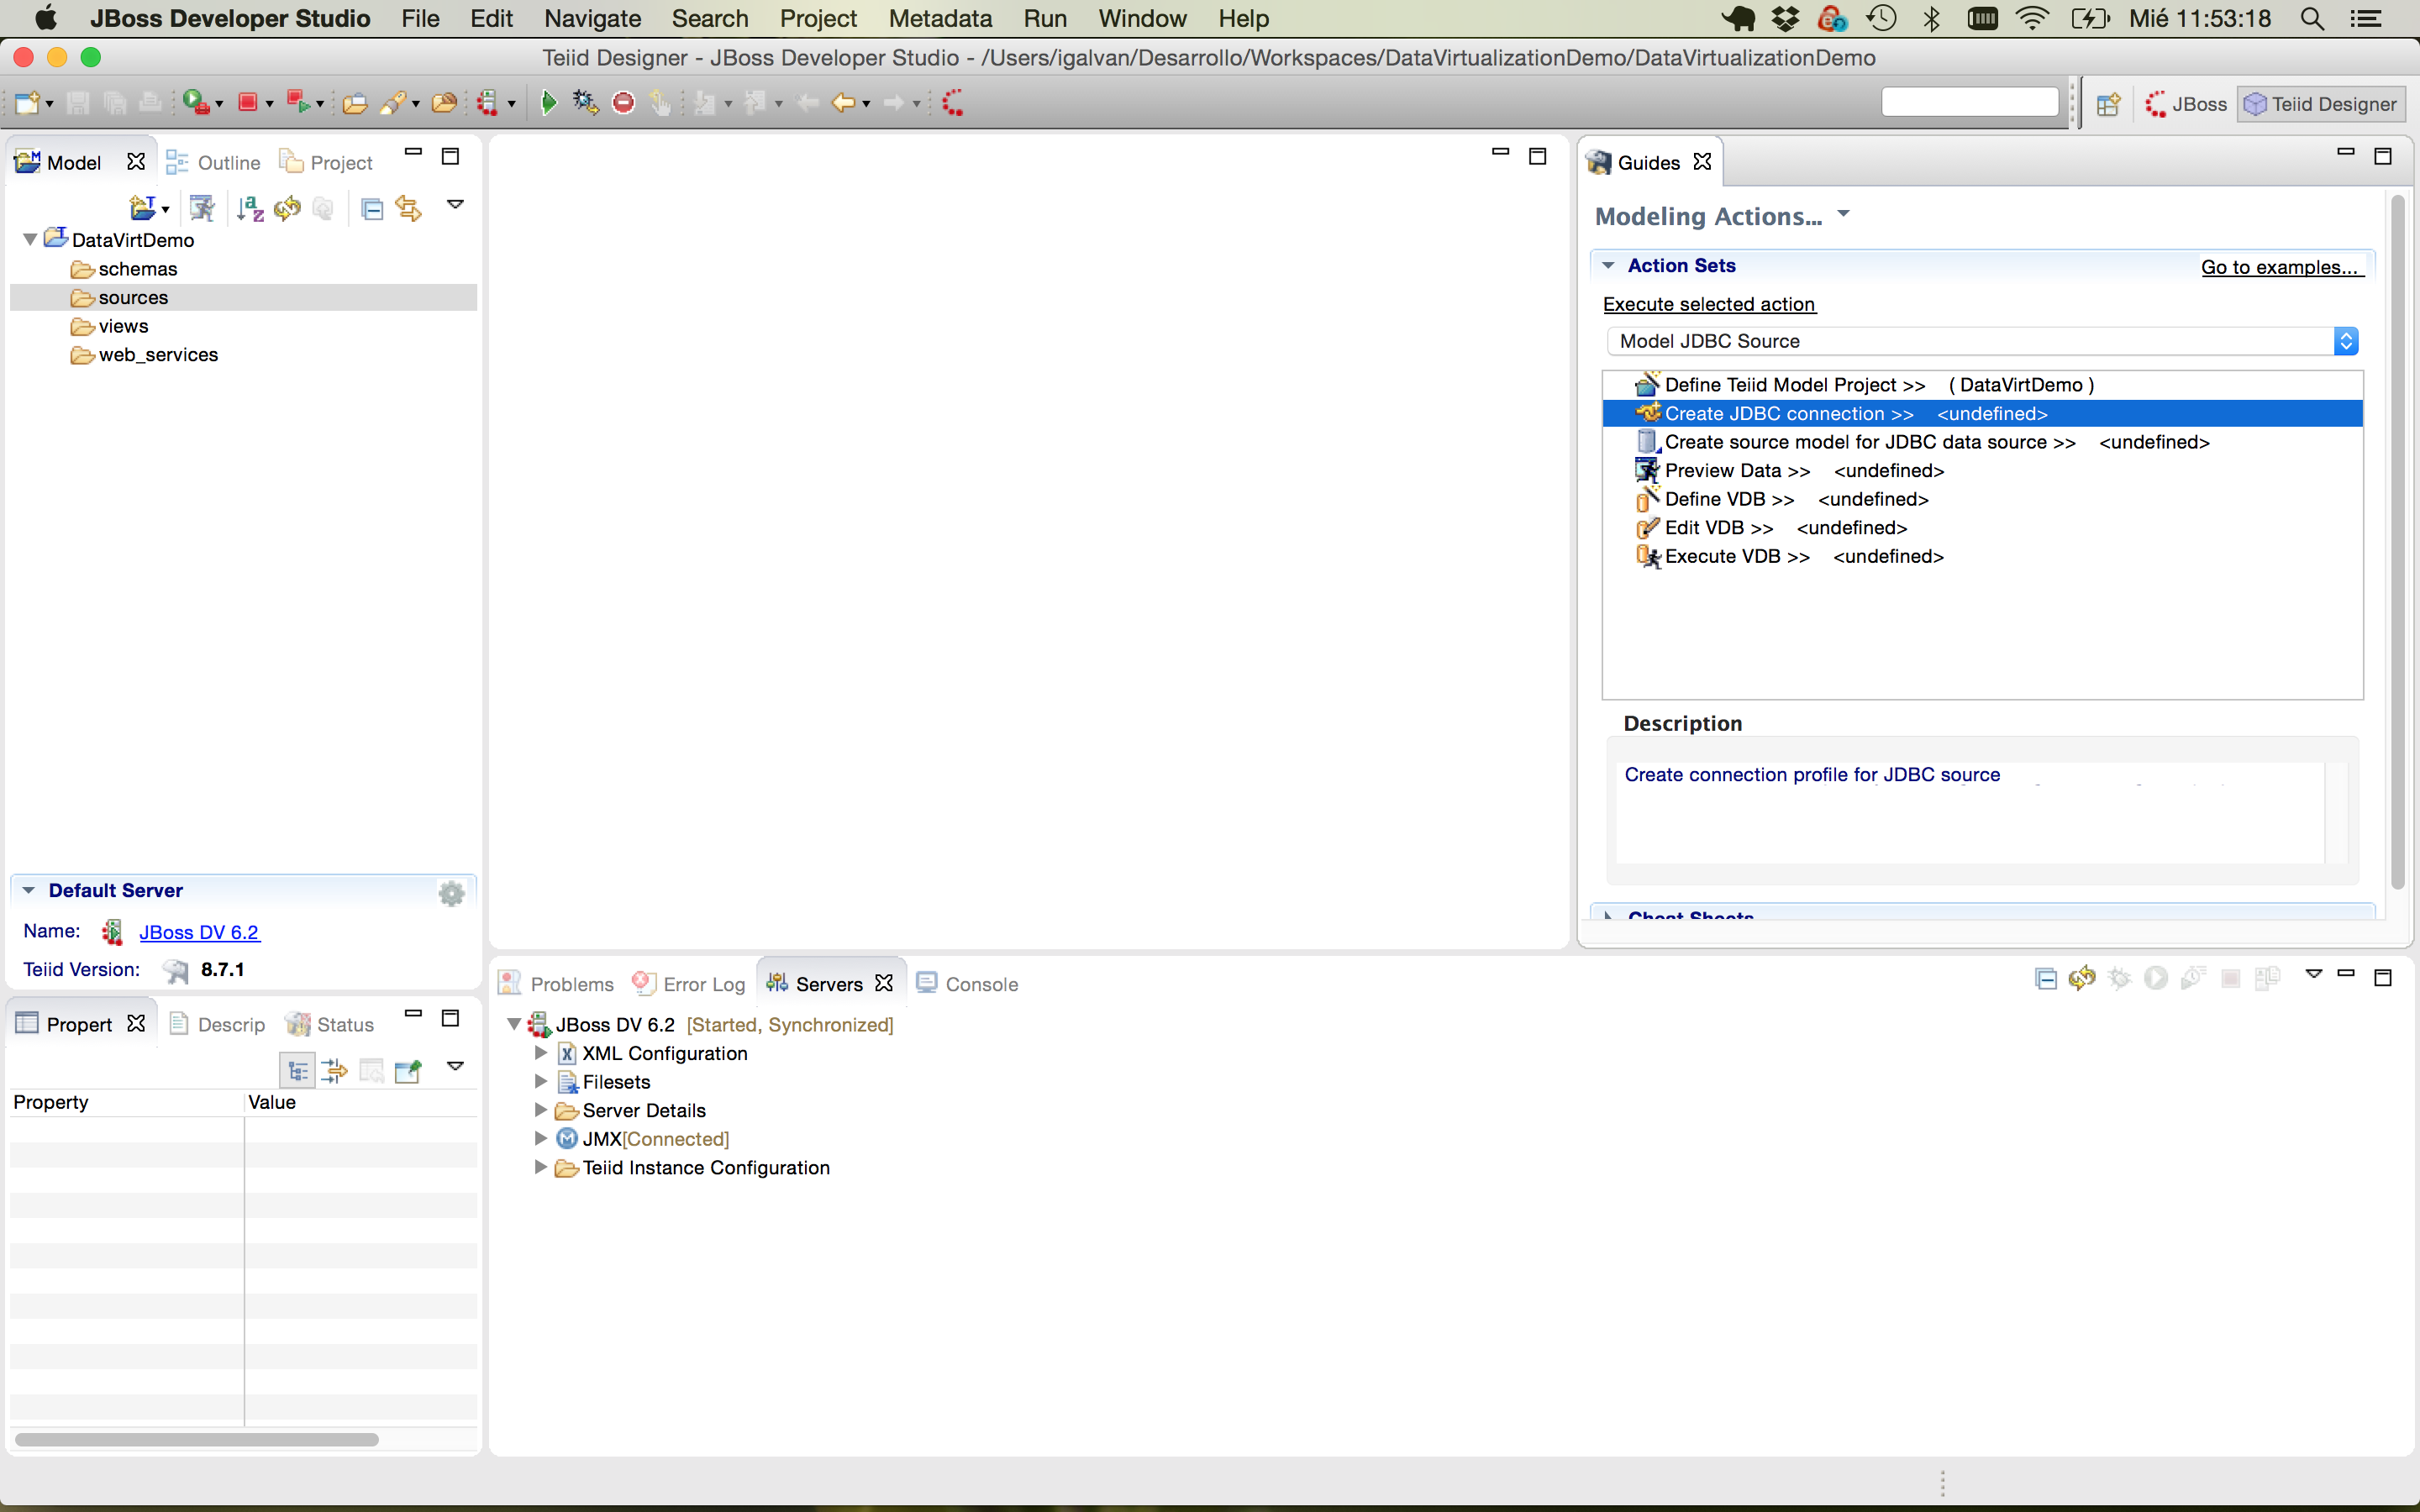 JBoss Developer Studio File Edit Navigate Search Project Metadata Run Window Help Mié 11:53:18
Teiid Designer - JBoss Developer Studio - /Users/igalvan/Desarrollo/Workspaces/DataVirtualizationDemo/DataVirtualizationDemo
JBoss Teiid Designer
Model Outline Project
DataVirtDemo
schemas
sources
views
web_services
Default Server
Name: JBoss DV 6.2
Teiid Version: 8.7.1
Propert Descrip Status
Property Value
Guides
Modeling Actions...
Action Sets Go to examples...
Execute selected action
Model JDBC Source
Define Teiid Model Project >> ( DataVirtDemo )
Create JDBC connection >> <undefined>
Create source model for JDBC data source >> <undefined>
Preview Data >> <undefined>
Define VDB >> <undefined>
Edit VDB >> <undefined>
Execute VDB >> <undefined>
Description
Create connection profile for JDBC source
Cheat Sheets
Problems Error Log Servers Console
JBoss DV 6.2 [Started, Synchronized]
XML Configuration
Filesets
Server Details
JMX[Connected]
Teiid Instance Configuration